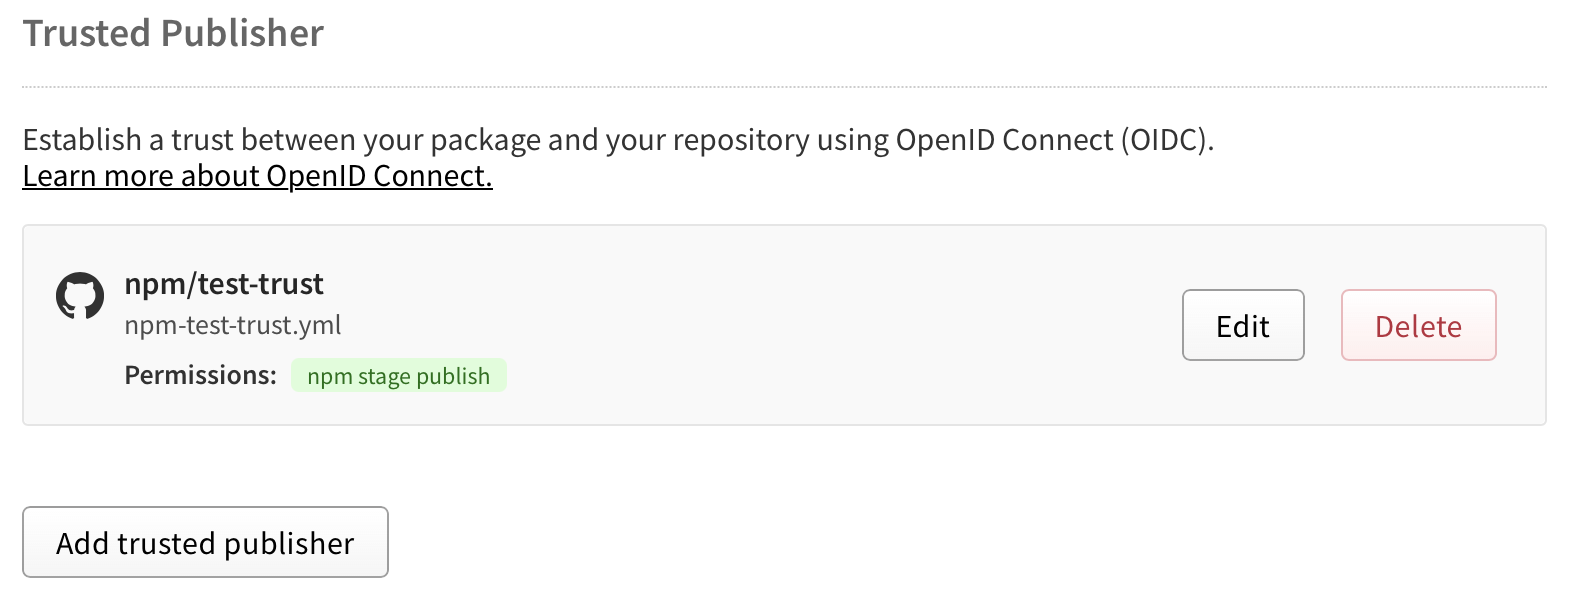 Trusted Publisher
Establish a trust between your package and your repository using OpenID Connect (OIDC).
Learn more about OpenID Connect.
npm/test-trust
npm-test-trust.yml
Edit
Delete
Permissions: npm stage publish
Add trusted publisher